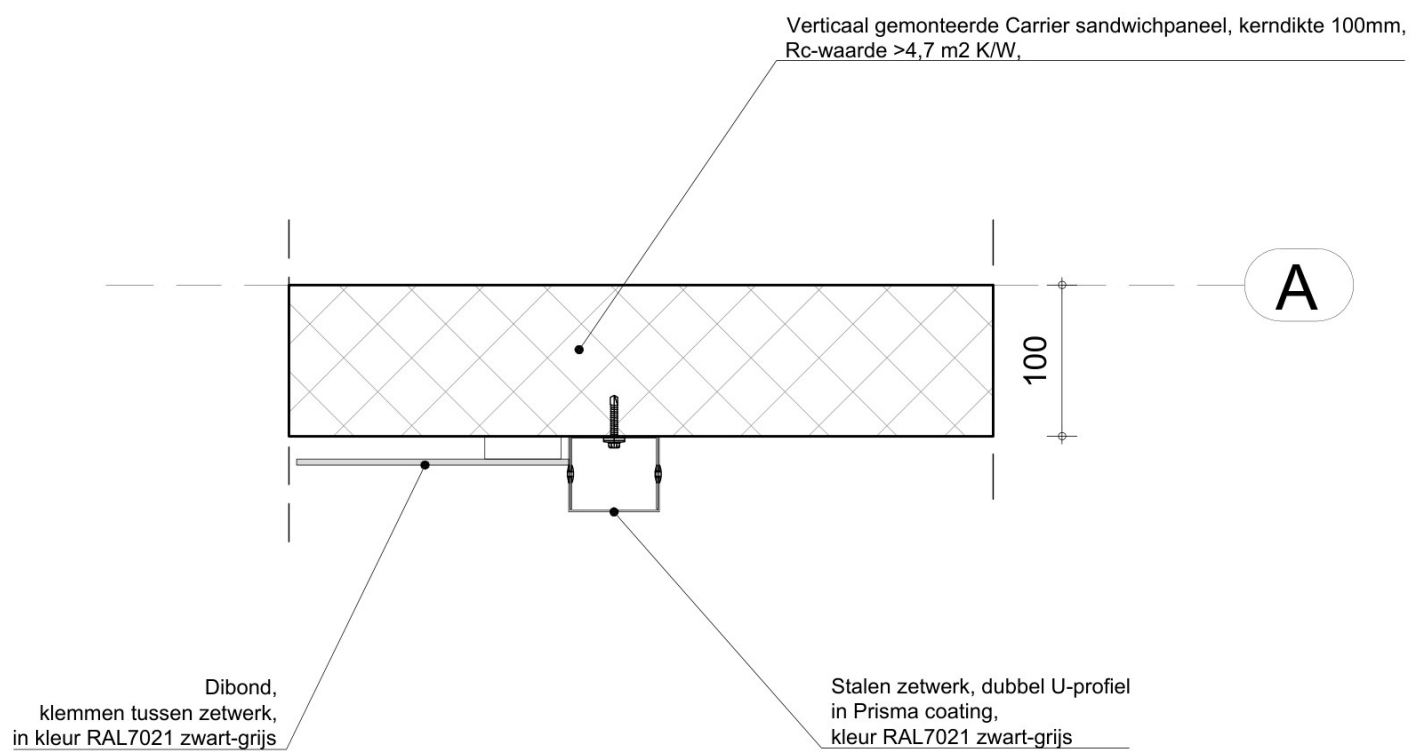 Verticaal gemonteerde Carrier sandwichpaneel, kerndikte 100mm,
Rc-waarde >4,7 m2 K/W,
A
100
Dibond,
klemmen tussen zetwerk,
in kleur RAL7021 zwart-grijs
Stalen zetwerk, dubbel U-profiel
in Prisma coating,
kleur RAL7021 zwart-grijs